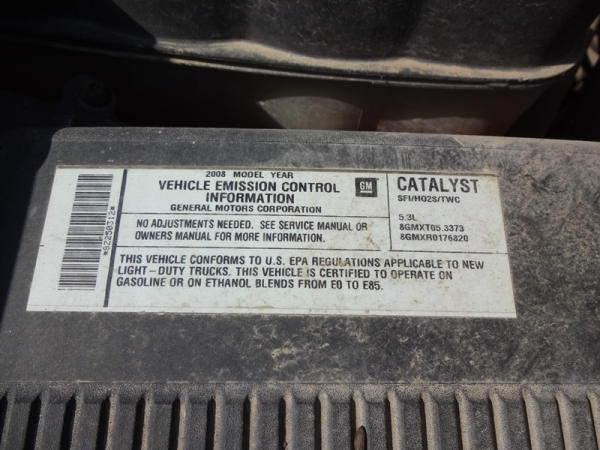 2008 MODEL YEAR
VEHICLE EMISSION CONTROL
INFORMATION
GENERAL MOTORS CORPORATION
GM
NO ADJUSTMENTS NEEDED. SEE SERVICE MANUAL OR
OWNERS MANUAL FOR MORE INFORMATION.
CATALYST
SFI/HO2S/TWC
5.3L
8GMXT05.3373
8GMXR0176820
THIS VEHICLE CONFORMS TO U.S. EPA REGULATIONS APPLICABLE TO NEW
LIGHT-DUTY TRUCKS. THIS VEHICLE IS CERTIFIED TO OPERATE ON
GASOLINE OR ON ETHANOL BLENDS FROM E0 TO E85.